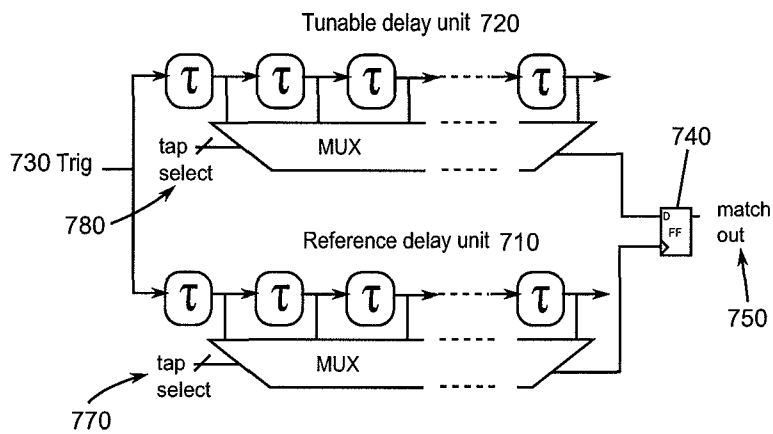 Tunable delay unit 720
τ τ τ τ
tap
select
MUX
730 Trig
780
740
D
FF
match
out
750
Reference delay unit 710
τ τ τ τ
tap
select
MUX
770